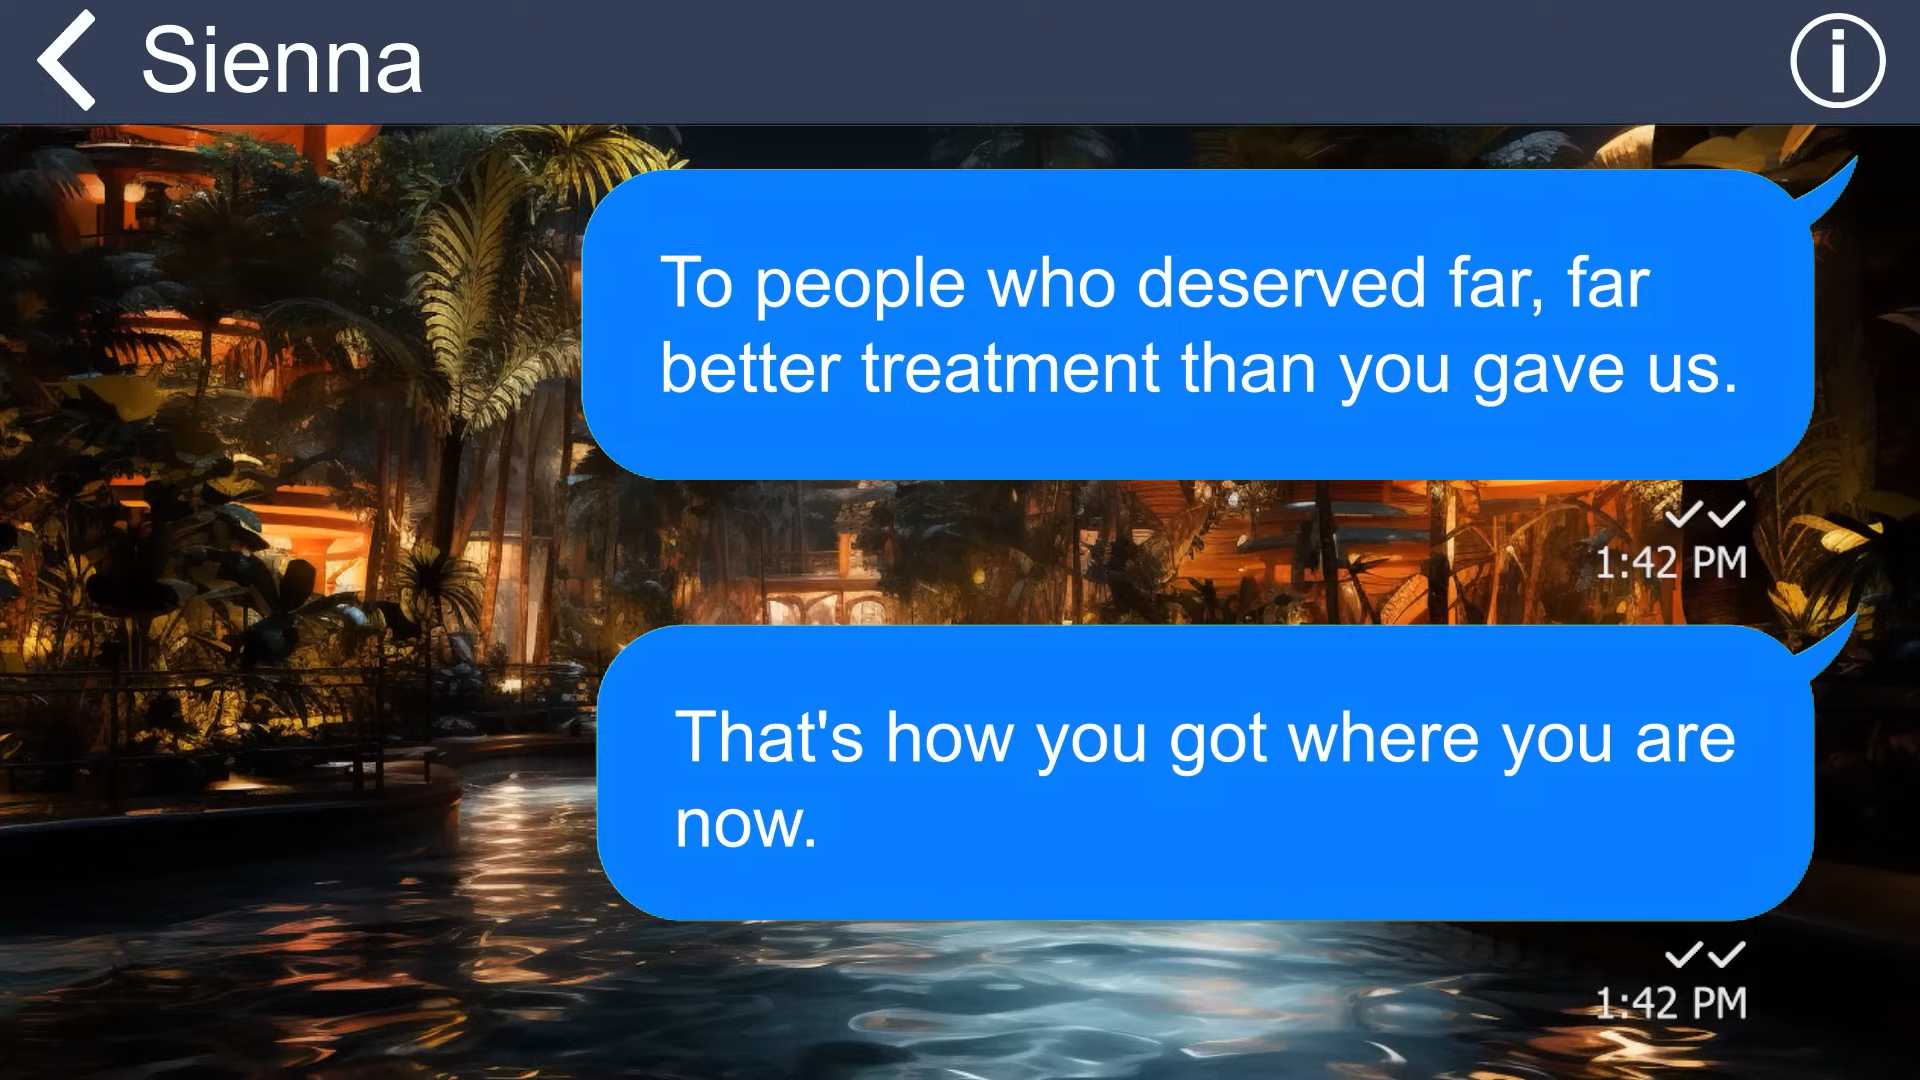 Sienna
To people who deserved far, far
better treatment than you gave us.
1:42 PM
That's how you got where you are
now.
1:42 PM